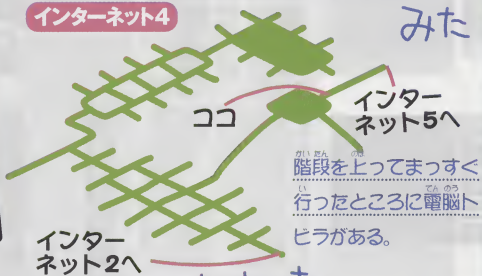 インターネット4
みた
ココ
インター
ネット5へ
階段を上ってまっすぐ
行ったところに電脳ト
ビラがある。
インター
ネット2へ